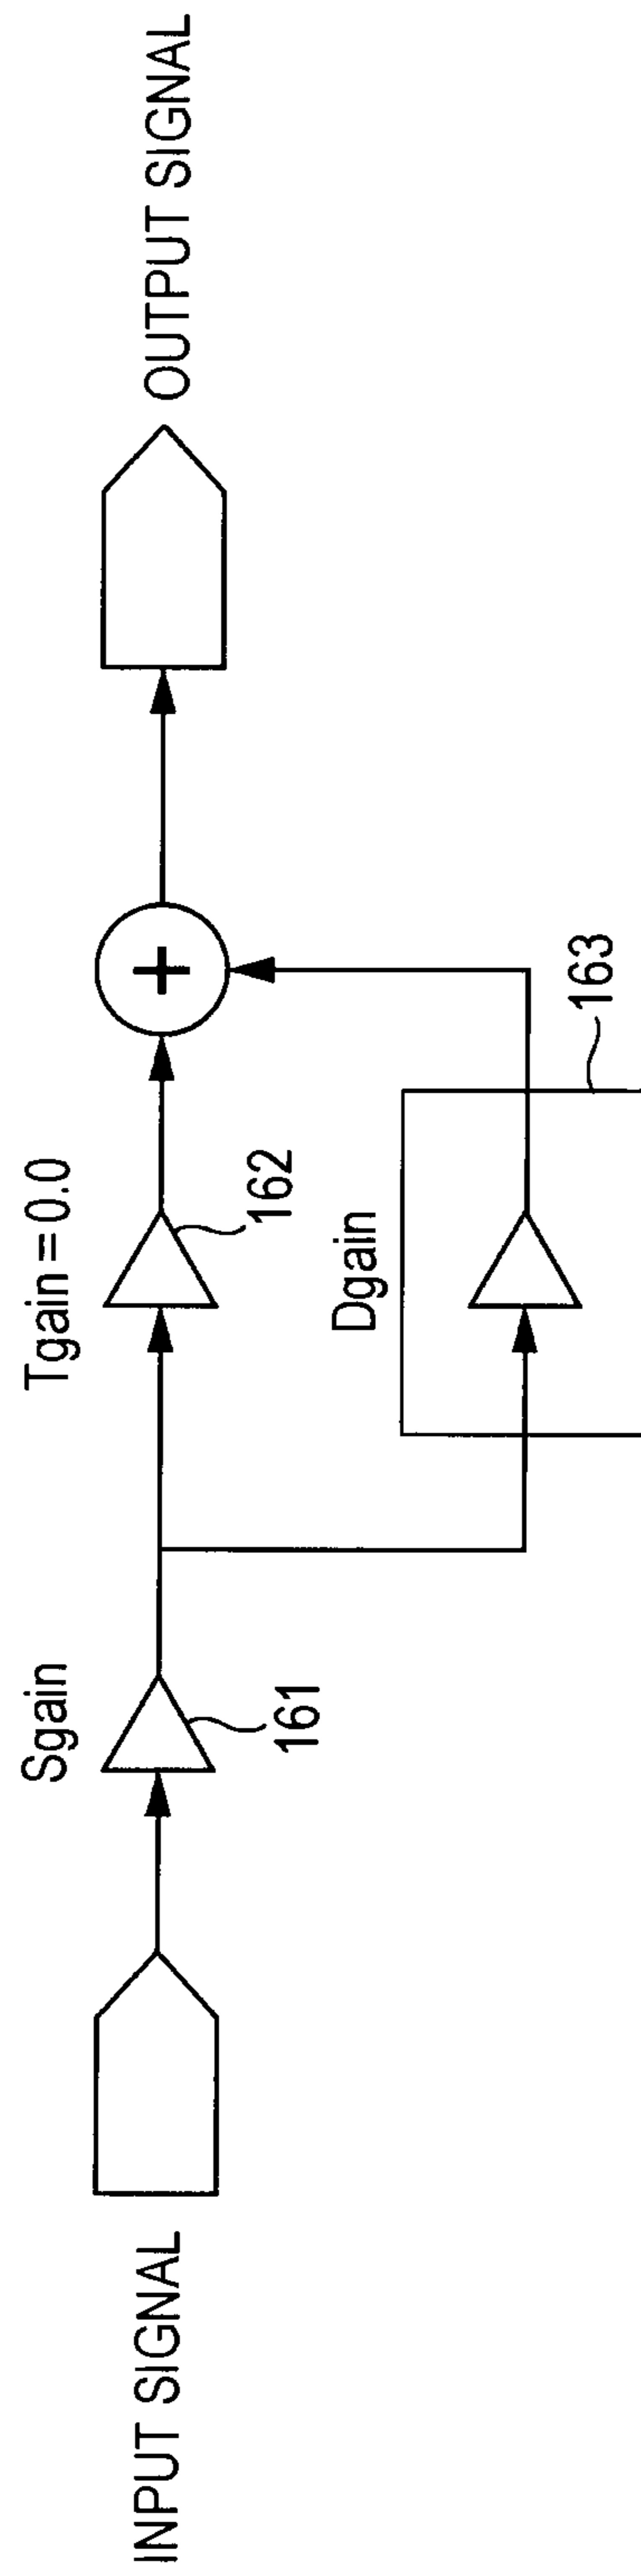 INPUT SIGNAL
Sgain
161
Tgain = 0.0
162
Dgain
163
+
OUTPUT SIGNAL